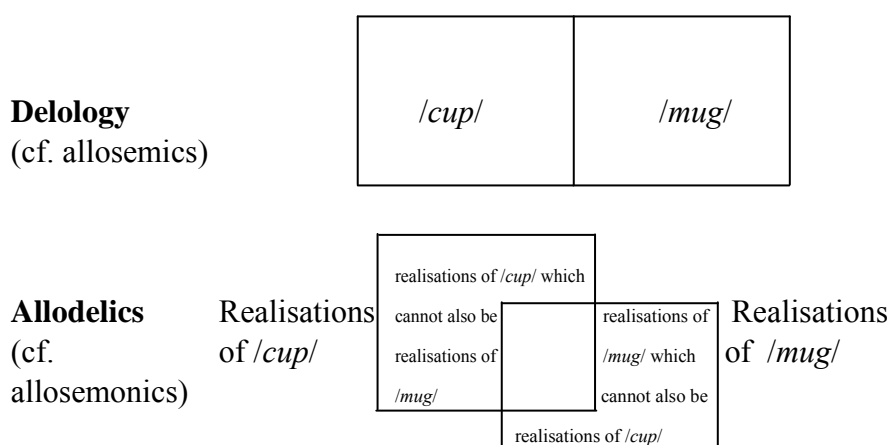 /cup/ /mug/
Delology
(cf. allosemics)
Allodelics
(cf.
allosemonics)
Realisations
of /cup/
realisations of /cup/ which
cannot also be
realisations of
/mug/
realisations of
/mug/ which
cannot also be
realisations of /cup/
Realisations
of /mug/